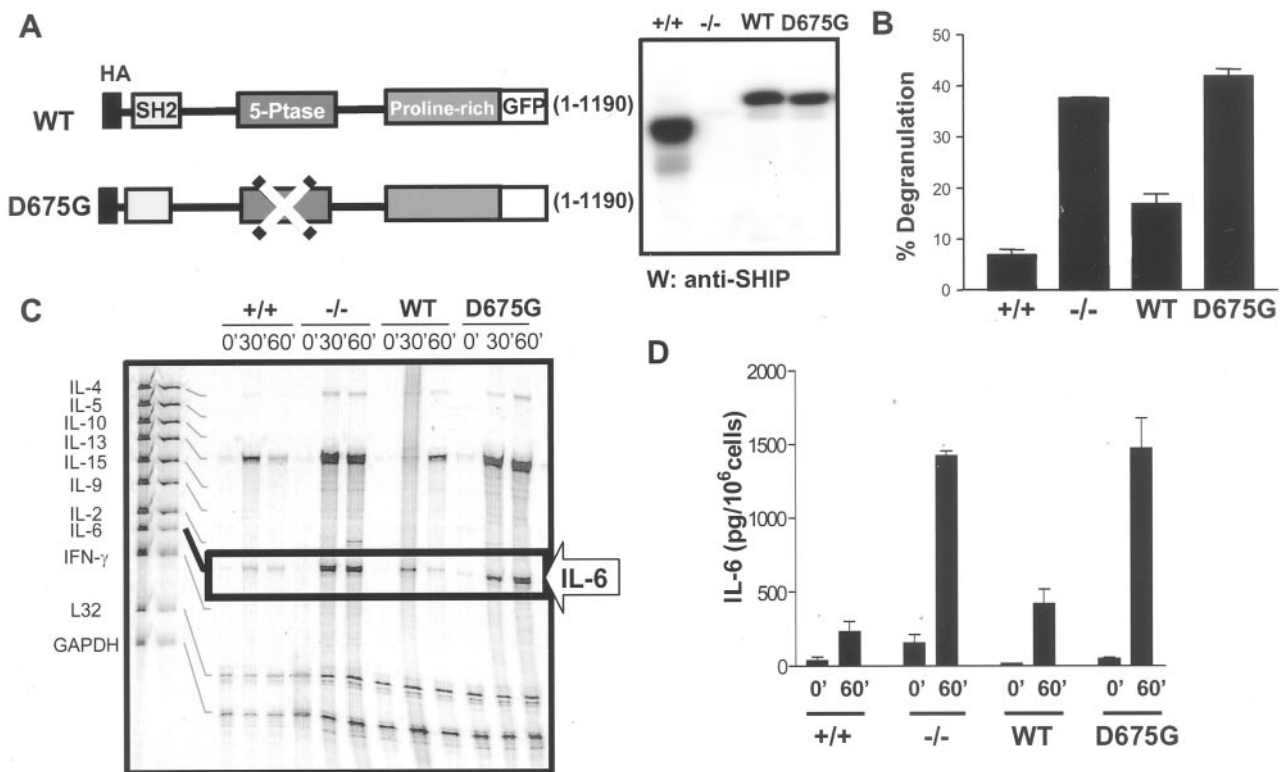 A
HA
WT
SH2
5-Ptase
Proline-rich
GFP
(1-1190)
D675G
(1-1190)
+/+ -/- WT D675G
W: anti-SHIP
B
% Degranulation
50
40
30
20
10
0
+/+ -/- WT D675G
C
+/+ -/- WT D675G
0'30'60' 0'30'60' 0'30'60' 0' 30'60'
IL-4
IL-5
IL-10
IL-13
IL-15
IL-9
IL-2
IL-6
IFN-γ
L32
GAPDH
IL-6
D
IL-6 (pg/10⁶cells)
2000
1500
1000
500
0
0' 60' 0' 60' 0' 60' 0' 60'
+/+ -/- WT D675G